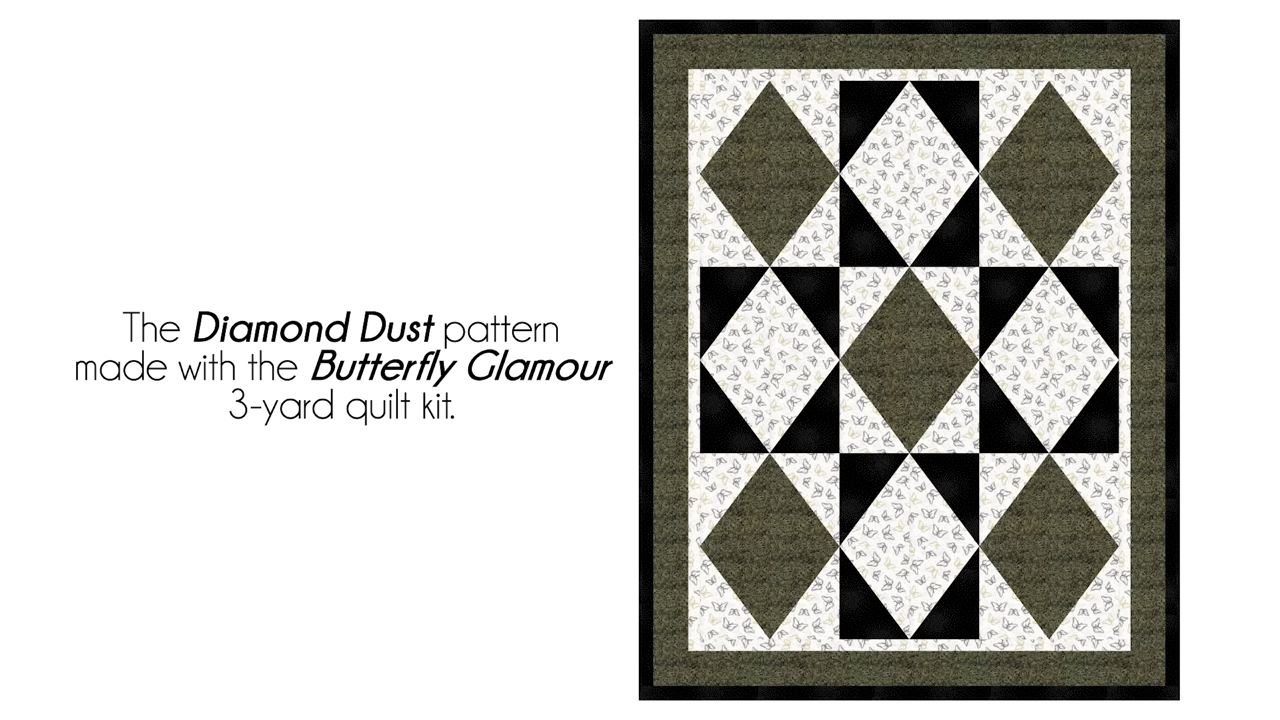 The Diamond Dust pattern
made with the Butterfly Glamour
3-yard quilt kit.